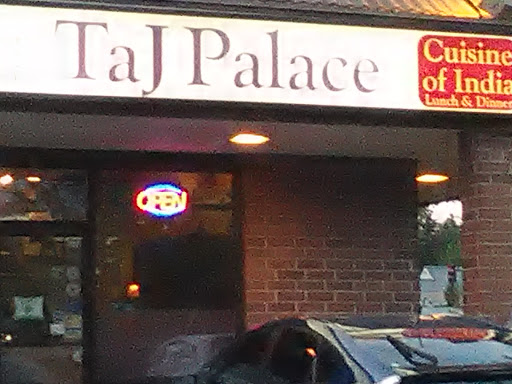 TaJ Palace
Cuisine
of India
Lunch & Dinner
OPEN